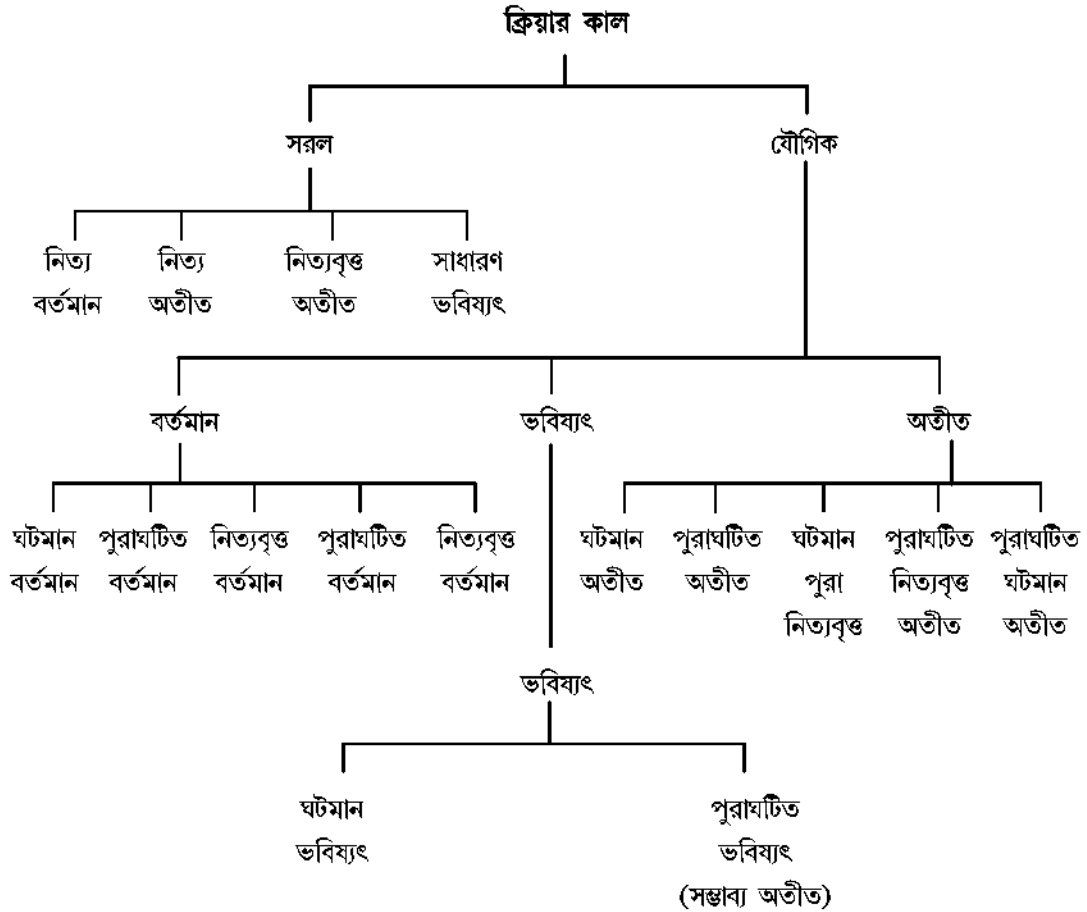 ক্রিয়ার কাল
সরল যৌগিক
নিত্য নিত্য নিত্যবৃত্ত সাধারণ
বর্তমান অতীত অতীত ভবিষ্যৎ
বর্তমান ভবিষ্যৎ অতীত
ঘটমান পুরাঘটিত নিত্যবৃত্ত পুরাঘটিত নিত্যবৃত্ত ঘটমান পুরাঘটিত ঘটমান পুরাঘটিত পুরাঘটিত
বর্তমান বর্তমান বর্তমান বর্তমান বর্তমান অতীত অতীত পুরা নিত্যবৃত্ত ঘটমান
নিত্যবৃত্ত অতীত অতীত
ভবিষ্যৎ
ঘটমান পুরাঘটিত
ভবিষ্যৎ ভবিষ্যৎ
(সম্ভাব্য অতীত)